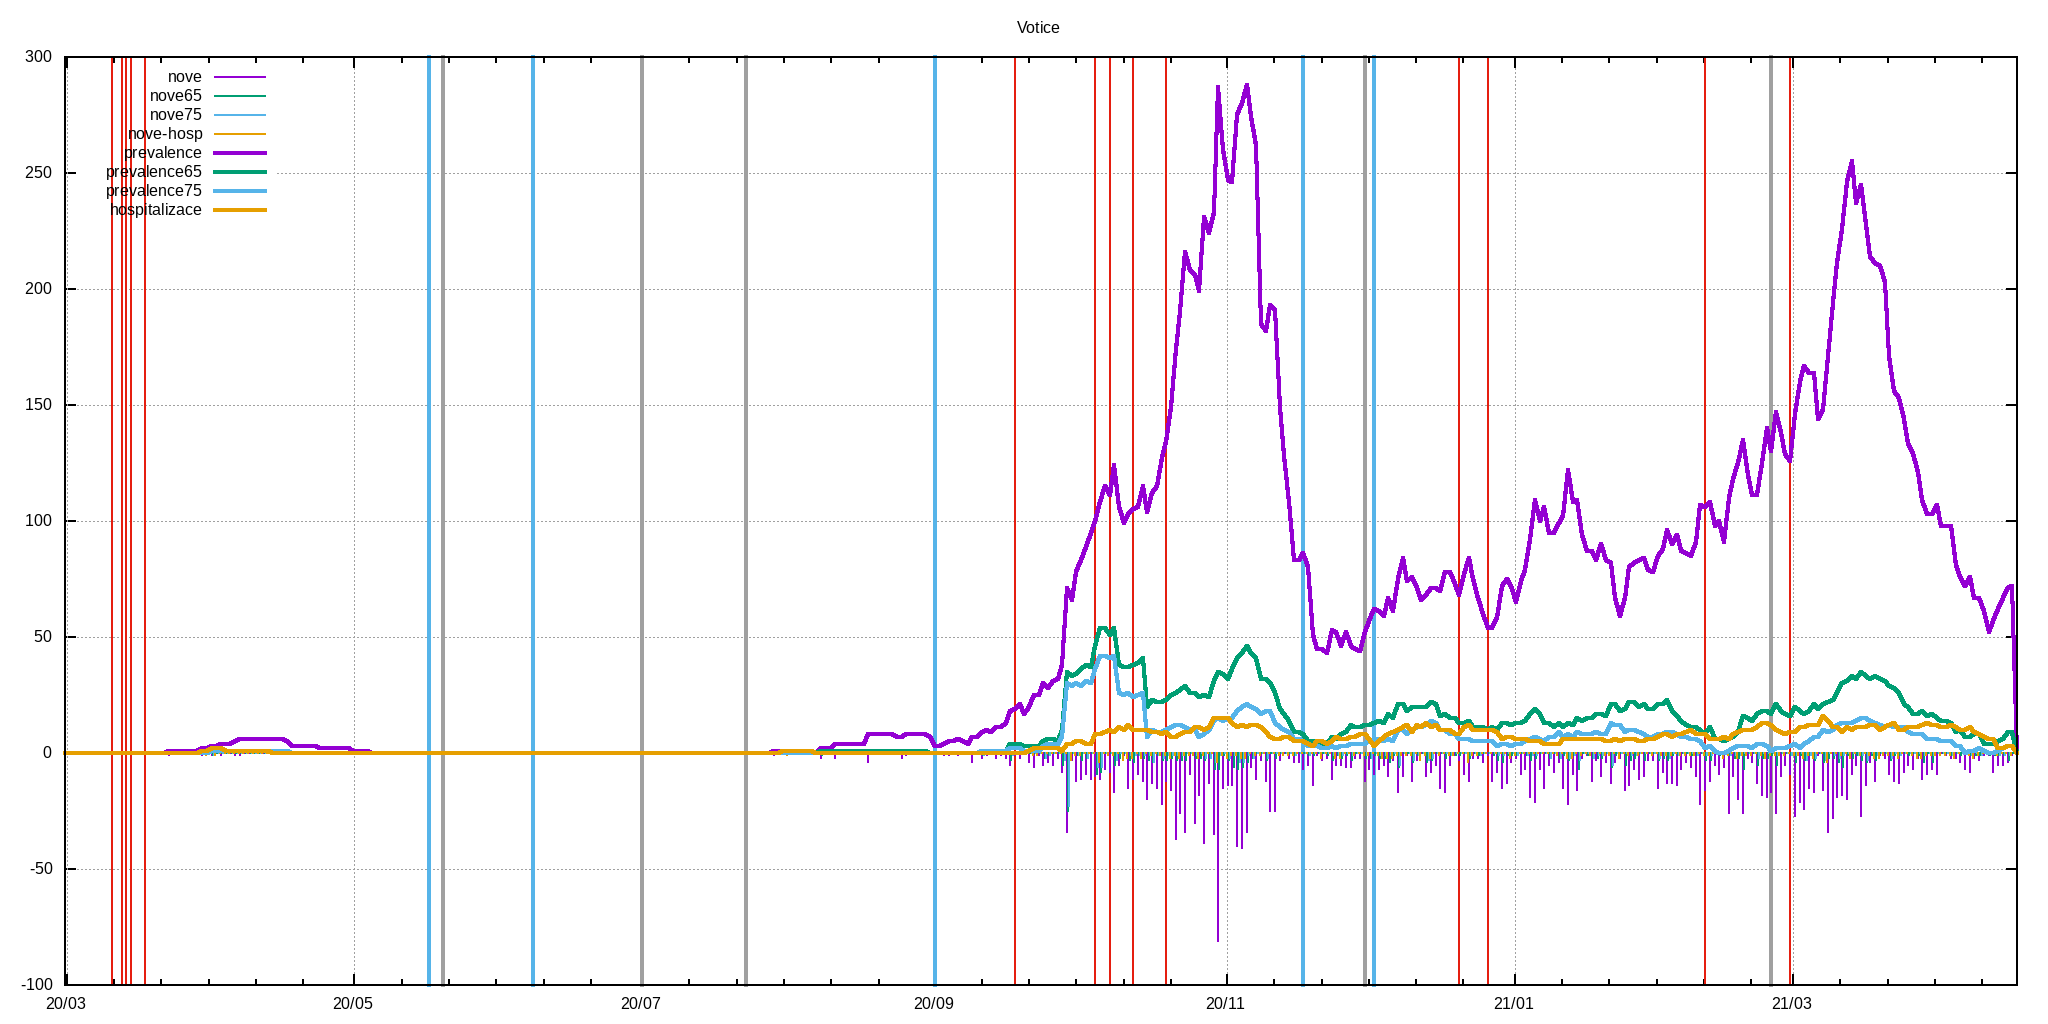 Votice
300
250
200
150
100
50
0
-50
-100
nove
nove65
nove75
nove-hosp
prevalence
prevalence65
prevalence75
hospitalizace
20/03 20/05 20/07 20/09 20/11 21/01 21/03